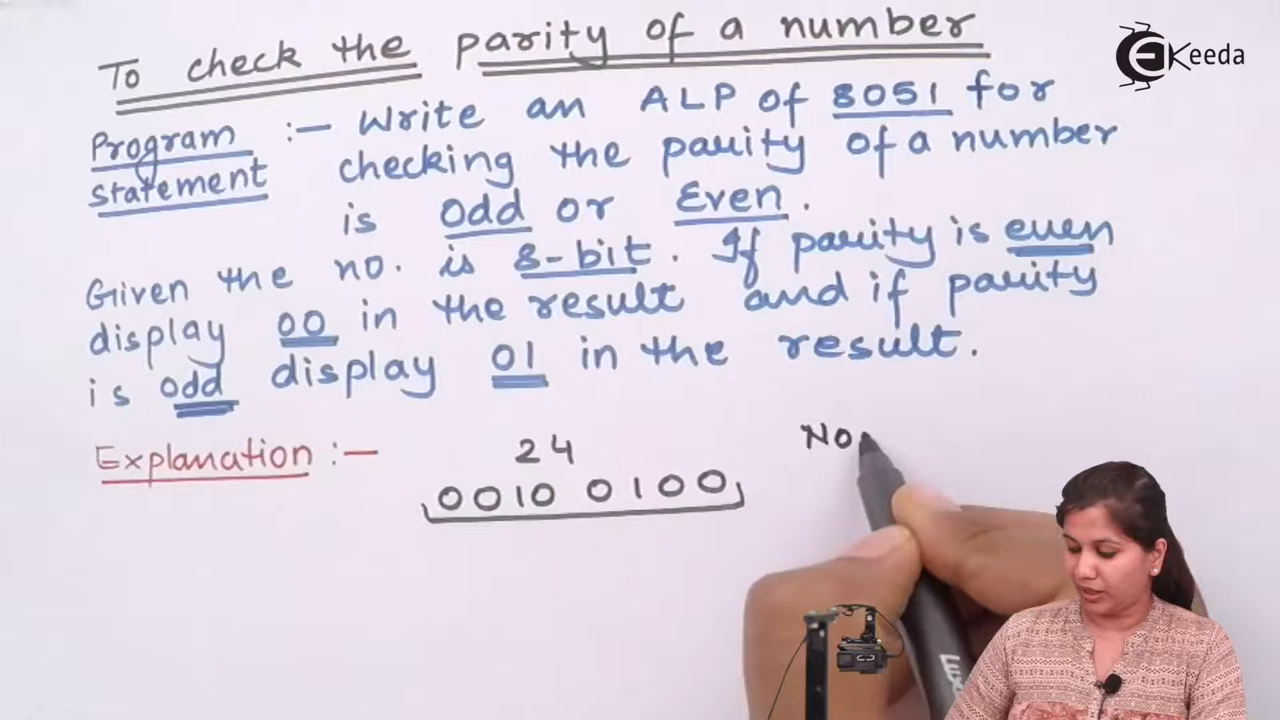 To check the parity of a number
EKeeda
Program :- Write an ALP of 8051 for
statement checking the parity of a number
is Odd or Even.
Given the no. is 8-bit. If parity is even
display 00 in the result and if parity
is odd display 01 in the result.
Explanation :-
24
0010 0100
No